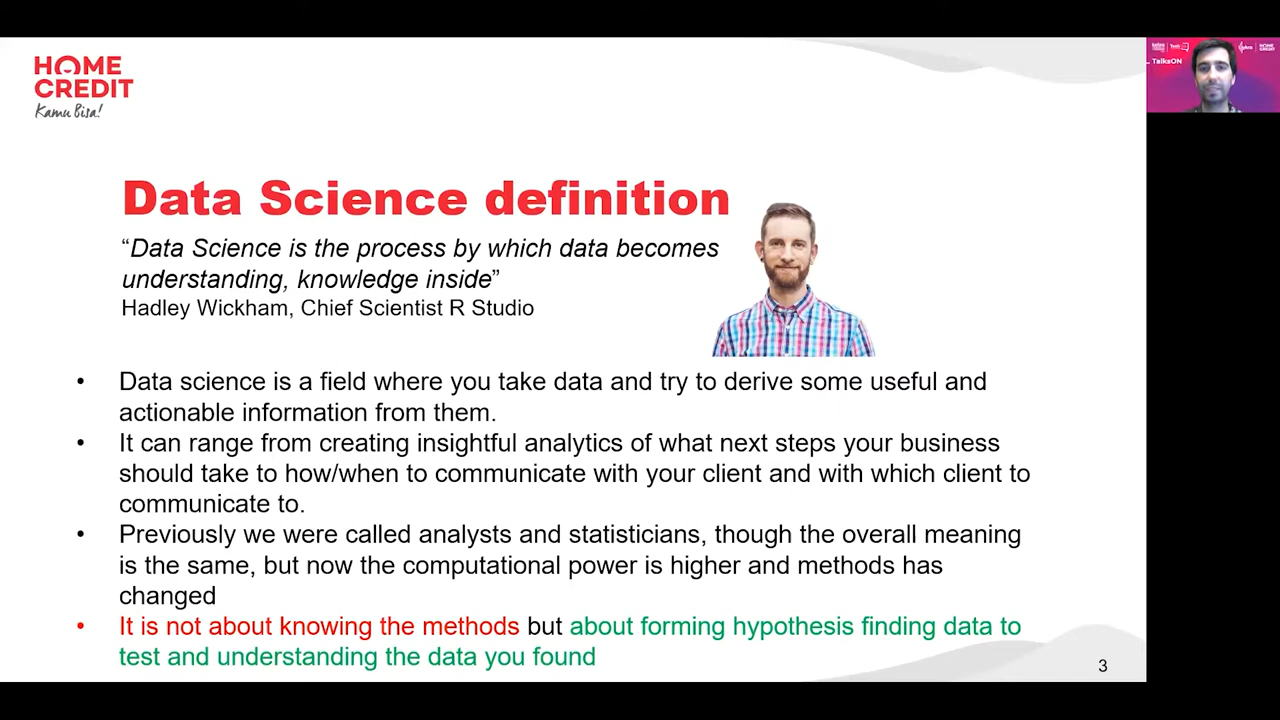 HOME
CREDIT
Kamu Bisa!
TalksON
HOME
CREDIT
Data Science definition
“Data Science is the process by which data becomes
understanding, knowledge inside”
Hadley Wickham, Chief Scientist R Studio
• Data science is a field where you take data and try to derive some useful and
actionable information from them.
• It can range from creating insightful analytics of what next steps your business
should take to how/when to communicate with your client and with which client to
communicate to.
• Previously we were called analysts and statisticians, though the overall meaning
is the same, but now the computational power is higher and methods has
changed
• It is not about knowing the methods but about forming hypothesis finding data to
test and understanding the data you found
3